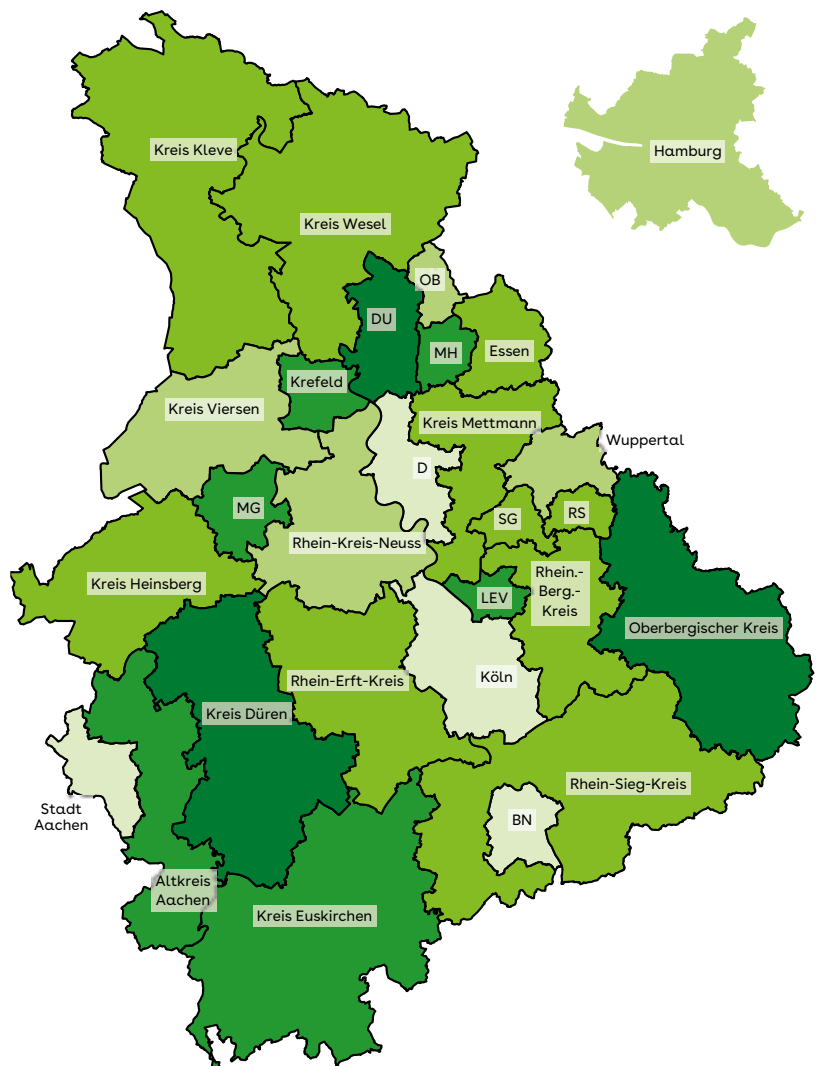 Kreis Kleve
Hamburg
Kreis Wesel
OB
DU
MH
Essen
Krefeld
Kreis Viersen
Kreis Mettmann
Wuppertal
D
MG
SG
RS
Rhein-Kreis-Neuss
Kreis Heinsberg
Rhein.-
Berg.-
Kreis
LEV
Oberbergischer Kreis
Köln
Rhein-Erft-Kreis
Kreis Düren
Rhein-Sieg-Kreis
Stadt
Aachen
BN
Altkreis
Aachen
Kreis Euskirchen